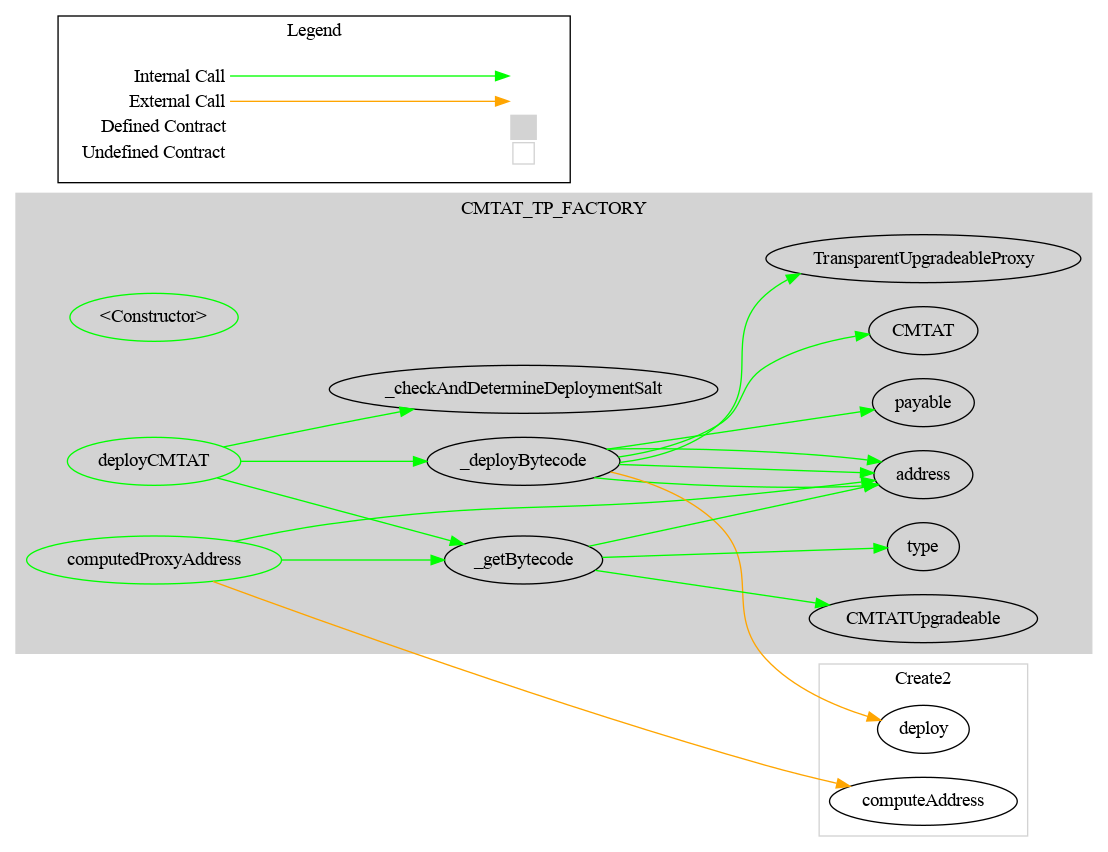 Legend
Internal Call
External Call
Defined Contract
Undefined Contract
CMTAT_TP_FACTORY
<Constructor>
deployCMTAT
computedProxyAddress
_checkAndDetermineDeploymentSalt
_deployBytecode
_getBytecode
TransparentUpgradeableProxy
CMTAT
payable
address
type
CMTATUpgradeable
Create2
deploy
computeAddress